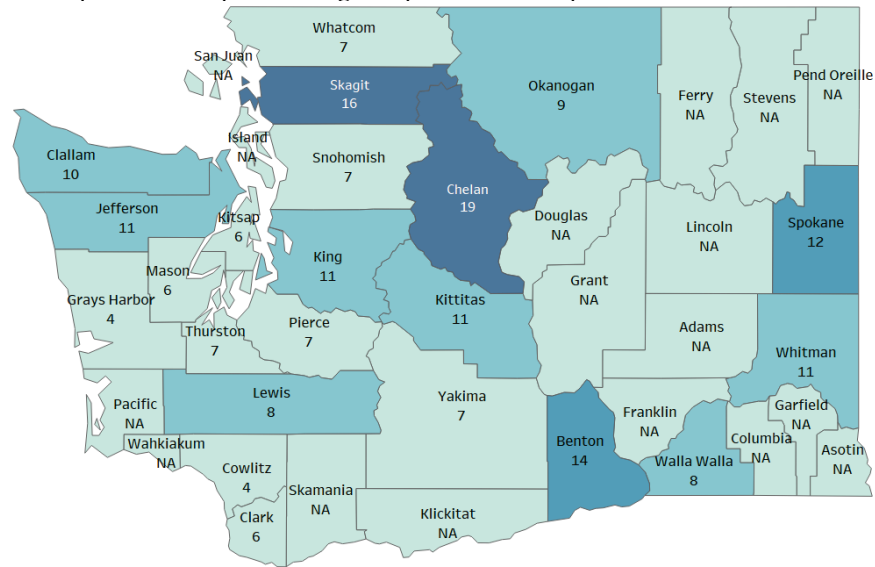 Whatcom
7
San Juan
NA
Skagit
16
Okanogan
9
Ferry
NA
Stevens
NA
Pend Oreille
NA
Island
NA
Clallam
10
Snohomish
7
Chelan
19
Jefferson
11
Kitsap
6
Douglas
NA
Lincoln
NA
Spokane
12
King
11
Mason
6
Grays Harbor
4
Kittitas
11
Grant
NA
Thurston
7
Pierce
7
Adams
NA
Whitman
11
Lewis
8
Yakima
7
Pacific
NA
Franklin
NA
Garfield
NA
Wahkiakum
NA
Benton
14
Columbia
NA
Asotin
NA
Walla Walla
8
Cowlitz
4
Skamania
NA
Klickitat
NA
Clark
6